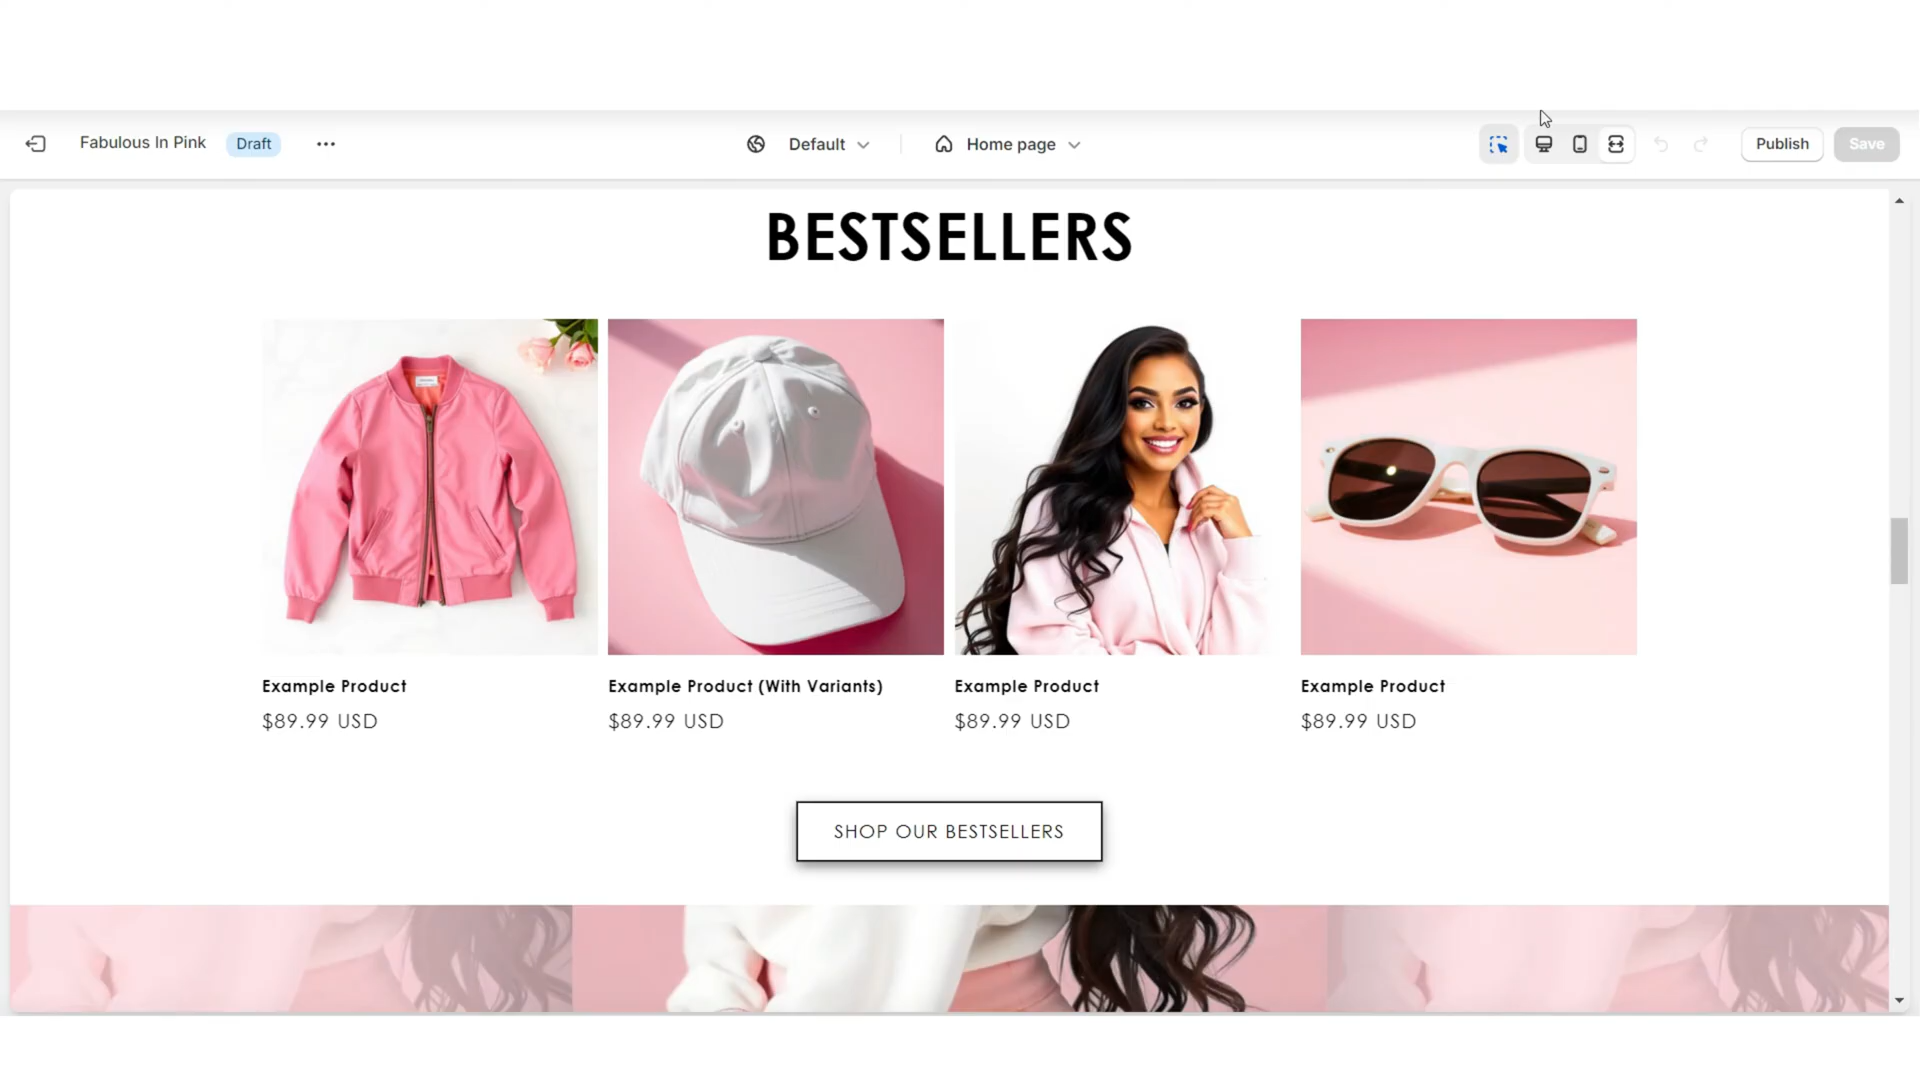 Fabulous In Pink Draft Default Home page Publish Save
BESTSELLERS
Example Product Example Product (With Variants) Example Product Example Product
$89.99 USD $89.99 USD $89.99 USD $89.99 USD
SHOP OUR BESTSELLERS